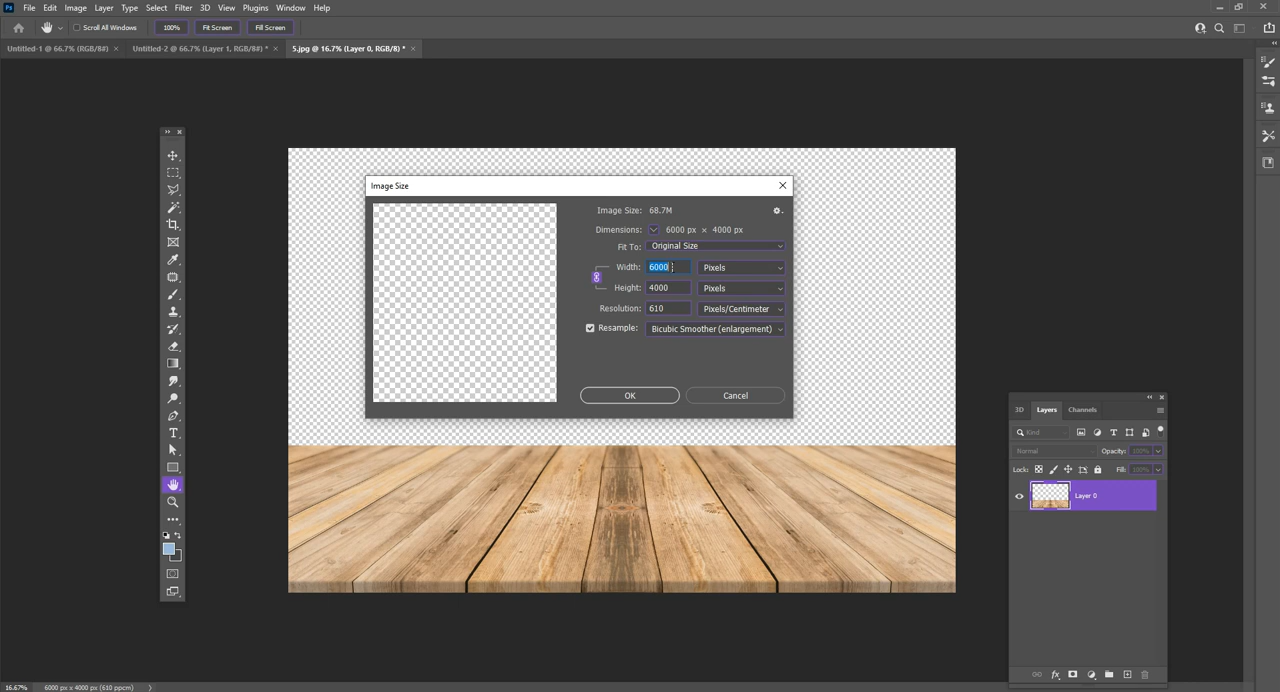 Ps File Edit Image Layer Type Select Filter 3D View Plugins Window Help
Scroll All Windows 100% Fit Screen Fill Screen
Untitled-1 @ 66.7% (RGB/8#) × Untitled-2 @ 66.7% (Layer 1, RGB/8#) * × 5.jpg @ 16.7% (Layer 0, RGB/8) * ×
Image Size
Image Size: 68.7M
Dimensions: 6000 px × 4000 px
Fit To: Original Size
Width: 6000 Pixels
Height: 4000 Pixels
Resolution: 610 Pixels/Centimeter
Resample: Bicubic Smoother (enlargement)
OK Cancel
3D Layers Channels
Kind
Normal Opacity: 100%
Lock: Fill: 100%
Layer 0
fx
16.67% 6000 px x 4000 px (610 ppcm)